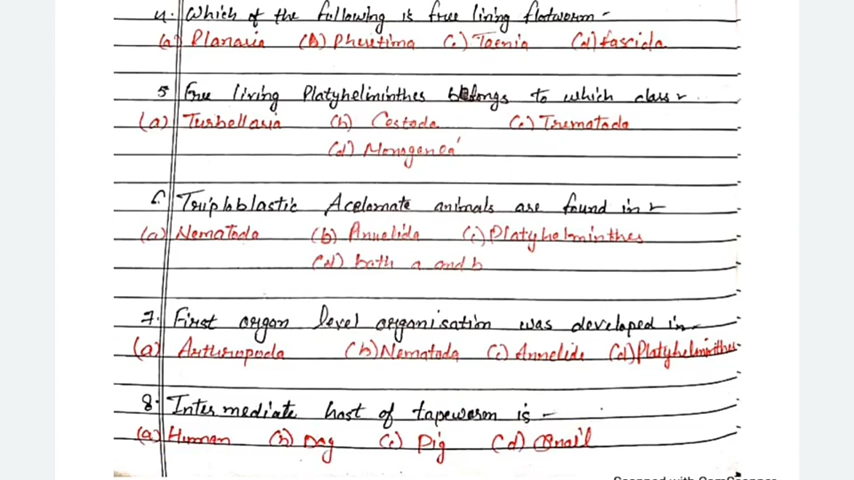 4. Which of the following is free living flatworm -
(a) Planaria (b) Pheretima (c) Taenia (d) fasciola
5 Free living Platyhelminthes belongs to which class -
(a) Turbellaria (b) Cestoda (c) Trematoda
(d) Monogenea
6. Triploblastic Acelomate animals are found in -
(a) Nematoda (b) Annelida (c) Platyhelminthes
(d) both a and b
7. First organ level organisation was developed in -
(a) Arthropoda (b) Nematoda (c) Annelida (d) Platyhelminthes
8. Intermediate host of tapeworm is -
(a) Human (b) Dog (c) Pig (d) Snail